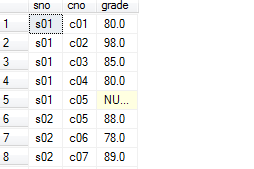 sno cno grade
1 s01 c01 80.0
2 s01 c02 98.0
3 s01 c03 85.0
4 s01 c04 80.0
5 s01 c05 NU...
6 s02 c05 88.0
7 s02 c06 78.0
8 s02 c07 89.0